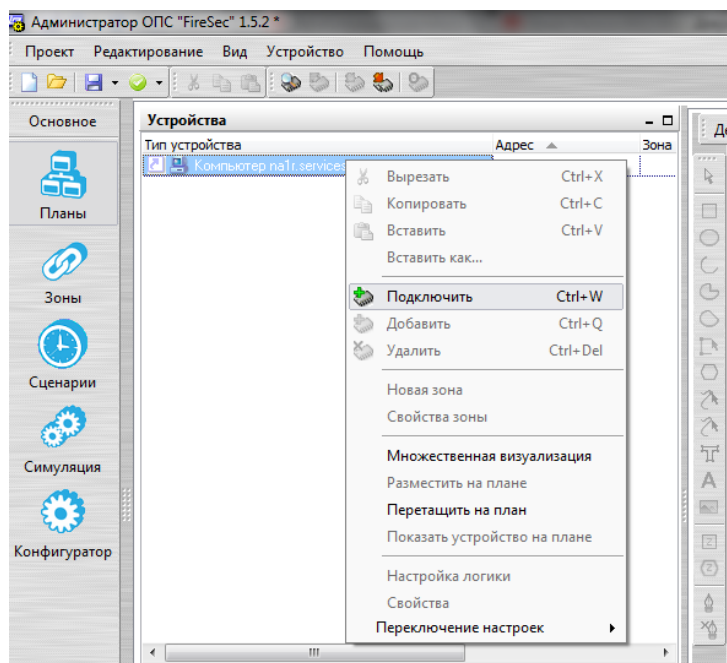 Администратор ОПС "FireSec" 1.5.2 *
Проект Редактирование Вид Устройство Помощь
Основное
Планы
Зоны
Сценарии
Симуляция
Конфигуратор
Устройства
Тип устройства Адрес Зона
Компьютер na1r.services
Вырезать Ctrl+X
Копировать Ctrl+C
Вставить Ctrl+V
Вставить как...
Подключить Ctrl+W
Добавить Ctrl+Q
Удалить Ctrl+Del
Новая зона
Свойства зоны
Множественная визуализация
Разместить на плане
Перетащить на план
Показать устройство на плане
Настройка логики
Свойства
Переключение настроек